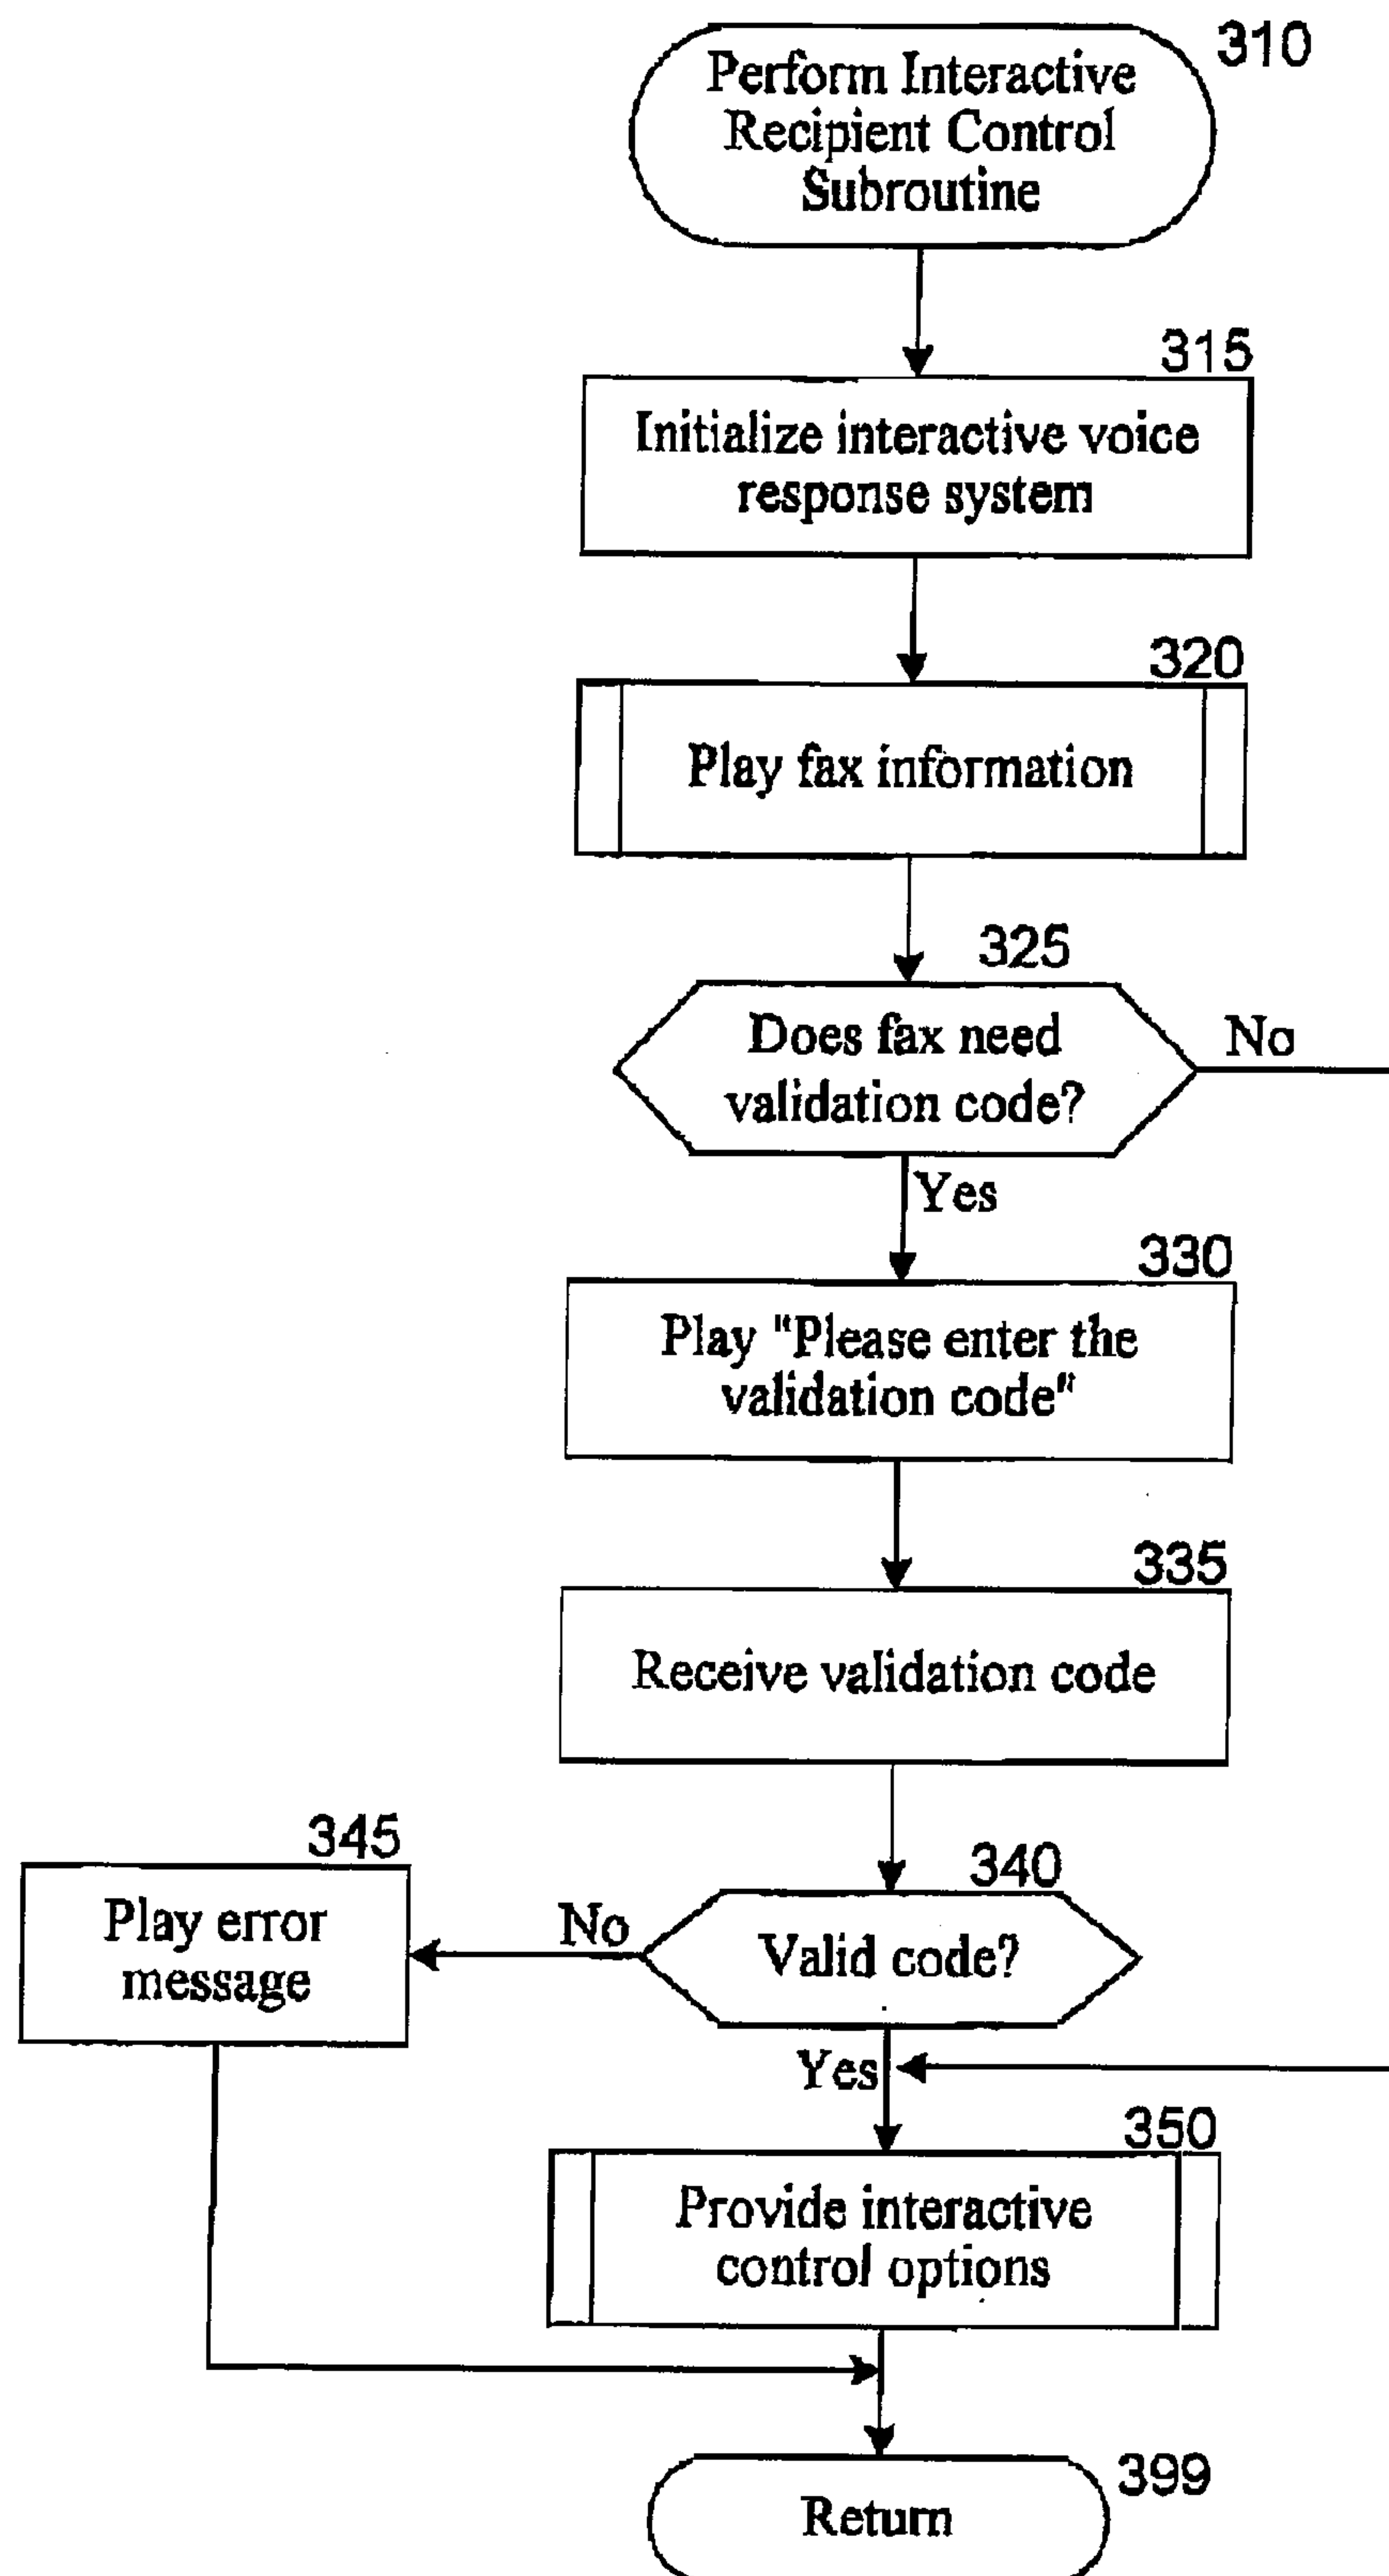 310
Perform Interactive
Recipient Control
Subroutine
315
Initialize interactive voice
response system
320
Play fax information
325
Does fax need
validation code?
No
Yes
330
Play "Please enter the
validation code"
335
Receive validation code
345
Play error
message
340
No
Valid code?
Yes
350
Provide interactive
control options
399
Return